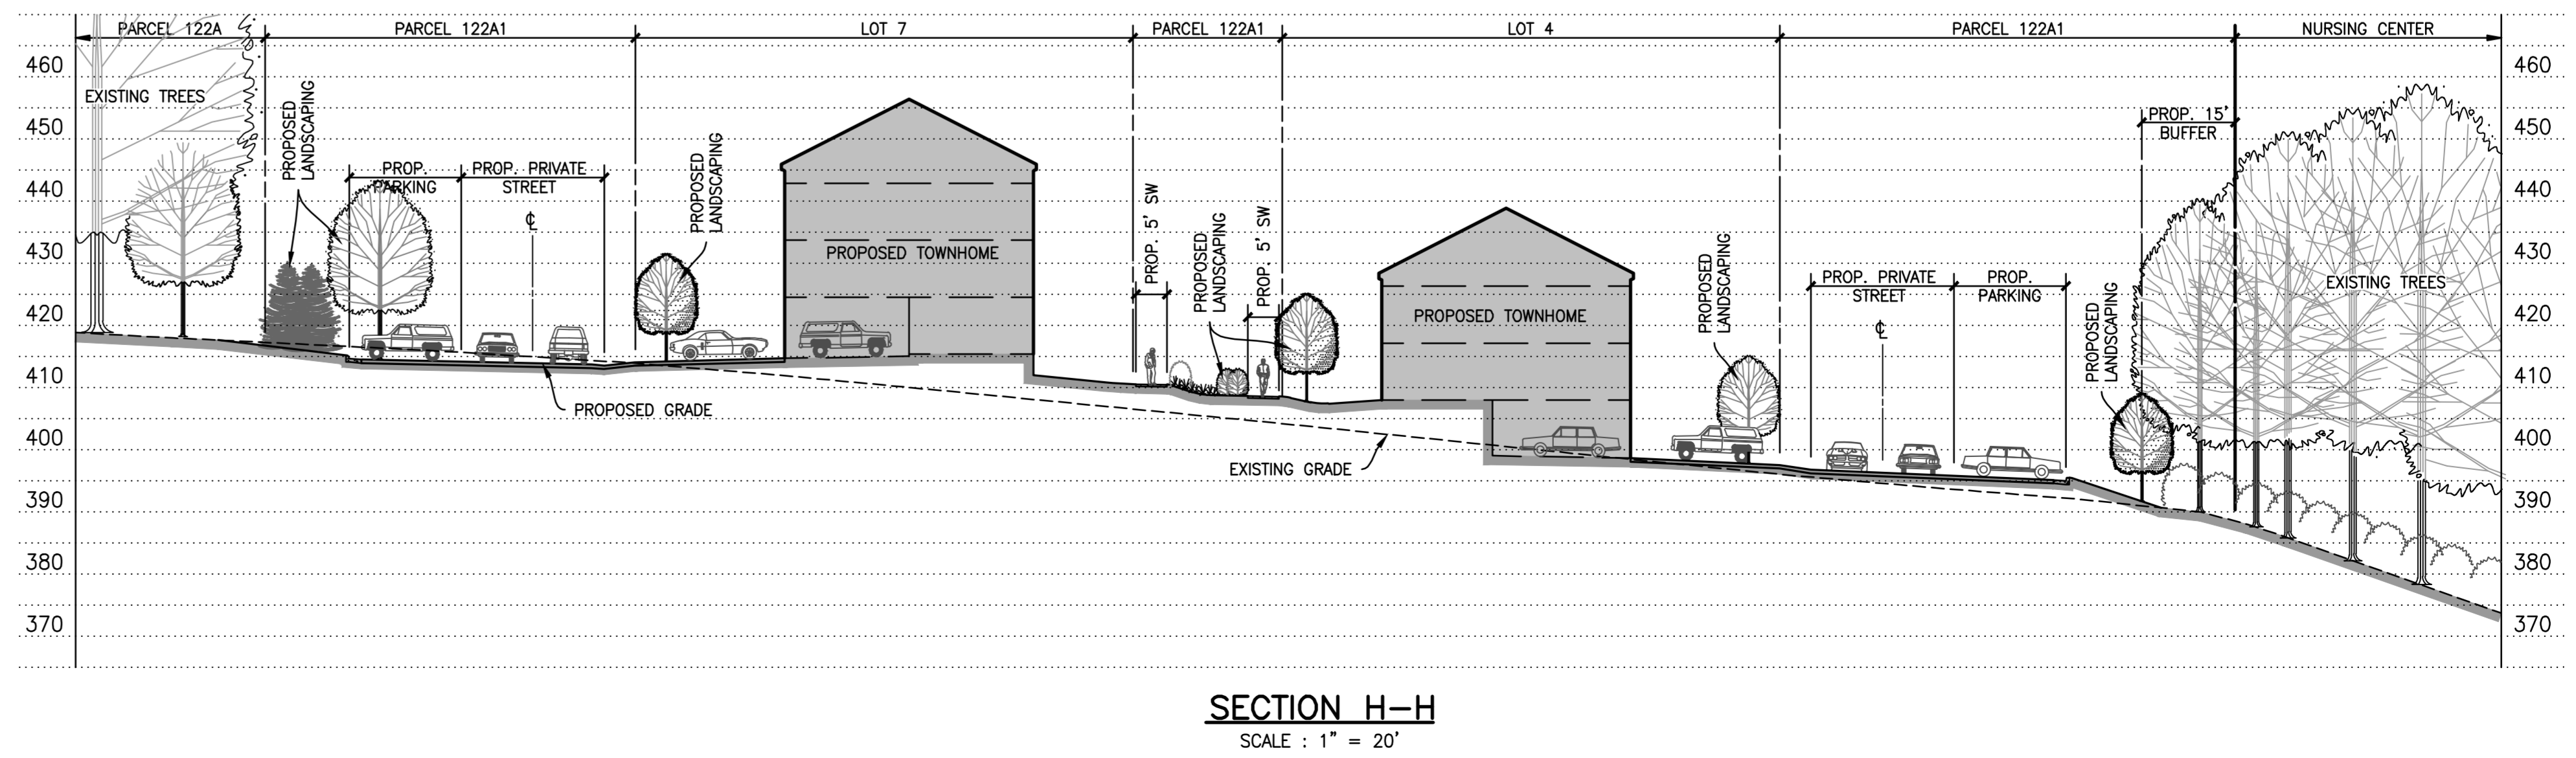 PARCEL 122A
PARCEL 122A1
LOT 7
PARCEL 122A1
LOT 4
PARCEL 122A1
NURSING CENTER
460
460
EXISTING TREES
PROPOSED
LANDSCAPING
PROP. 15'
BUFFER
450
450
PROP.
PARKING
PROP. PRIVATE
STREET
℄
PROPOSED
LANDSCAPING
440
440
PROP. 5' SW
PROPOSED
LANDSCAPING
PROP. 5' SW
430
430
PROPOSED TOWNHOME
PROPOSED
LANDSCAPING
PROP. PRIVATE
STREET
℄
PROP.
PARKING
PROPOSED
LANDSCAPING
EXISTING TREES
420
420
PROPOSED TOWNHOME
410
410
PROPOSED GRADE
400
400
EXISTING GRADE
390
390
380
380
370
370
SECTION H-H
SCALE : 1" = 20'